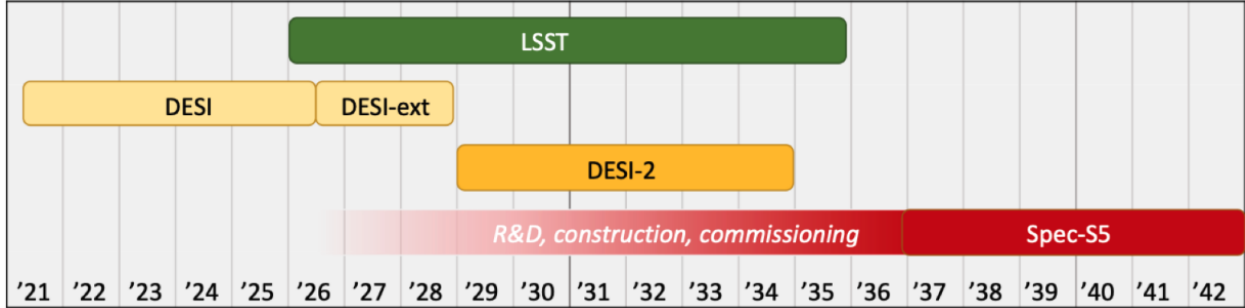 LSST
DESI DESI-ext
DESI-2
R&D, construction, commissioning Spec-S5
’21 ’22 ’23 ’24 ’25 ’26 ’27 ’28 ’29 ’30 ’31 ’32 ’33 ’34 ’35 ’36 ’37 ’38 ’39 ’40 ’41 ’42